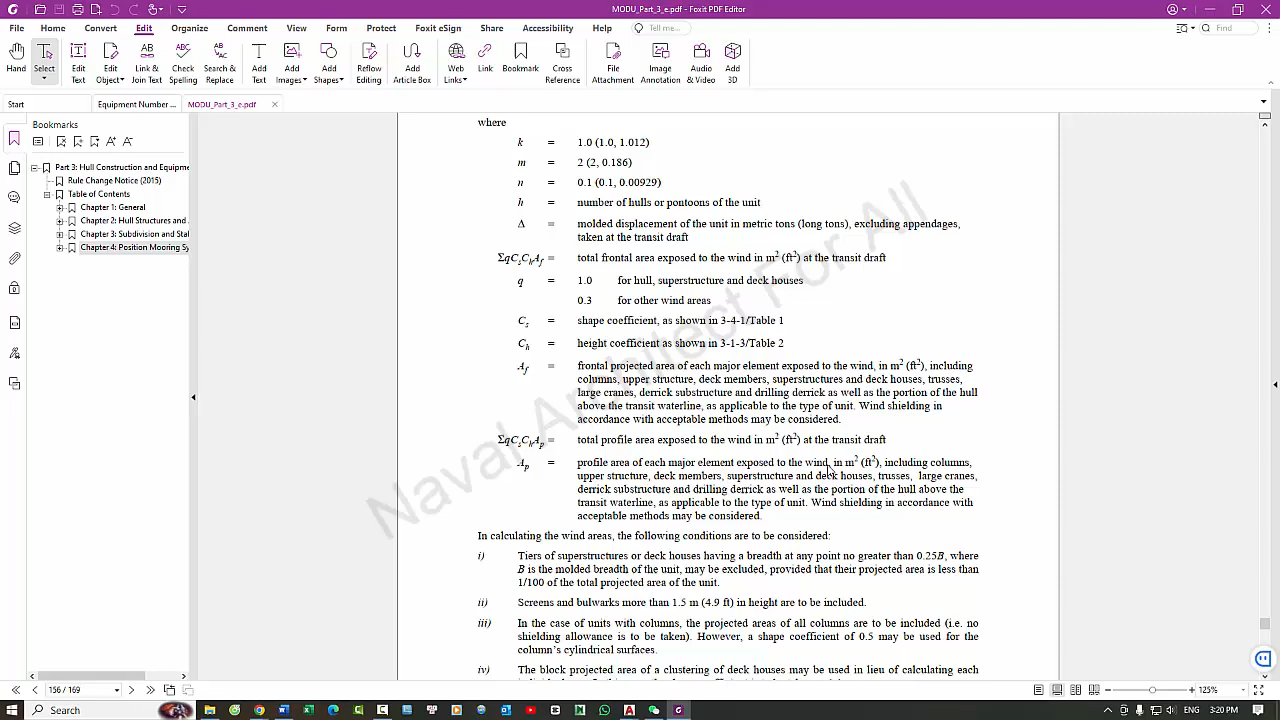 MODU_Part_3_e.pdf - Foxit PDF Editor
File Home Convert Edit Organize Comment View Form Protect Foxit eSign Share Accessibility Help Tell me... Find
Hand Select Edit Text Edit Object Link & Join Text Check Spelling Search & Replace Add Text Add Images Add Shapes Reflow Editing Add Article Box Web Links Link Bookmark Cross Reference File Attachment Image Annotation Audio & Video Add 3D
Start Equipment Number ... MODU_Part_3_e.pdf
Bookmarks
Part 3: Hull Construction and Equipme
Rule Change Notice (2015)
Table of Contents
Chapter 1: General
Chapter 2: Hull Structures and
Chapter 3: Subdivision and Stal
Chapter 4: Position Mooring Sy
where
k = 1.0 (1.0, 1.012)
m = 2 (2, 0.186)
n = 0.1 (0.1, 0.00929)
h = number of hulls or pontoons of the unit
Δ = molded displacement of the unit in metric tons (long tons), excluding appendages,
taken at the transit draft
ΣqCsChAf = total frontal area exposed to the wind in m² (ft²) at the transit draft
q = 1.0 for hull, superstructure and deck houses
0.3 for other wind areas
Cs = shape coefficient, as shown in 3-4-1/Table 1
Ch = height coefficient as shown in 3-1-3/Table 2
Af = frontal projected area of each major element exposed to the wind, in m² (ft²), including
columns, upper structure, deck members, superstructures and deck houses, trusses,
large cranes, derrick substructure and drilling derrick as well as the portion of the hull
above the transit waterline, as applicable to the type of unit. Wind shielding in
accordance with acceptable methods may be considered.
ΣqCsChAp = total profile area exposed to the wind in m² (ft²) at the transit draft
Ap = profile area of each major element exposed to the wind, in m² (ft²), including columns,
upper structure, deck members, superstructure and deck houses, trusses, large cranes,
derrick substructure and drilling derrick as well as the portion of the hull above the
transit waterline, as applicable to the type of unit. Wind shielding in accordance with
acceptable methods may be considered.
In calculating the wind areas, the following conditions are to be considered:
i) Tiers of superstructures or deck houses having a breadth at any point no greater than 0.25B, where
B is the molded breadth of the unit, may be excluded, provided that their projected area is less than
1/100 of the total projected area of the unit.
ii) Screens and bulwarks more than 1.5 m (4.9 ft) in height are to be included.
iii) In the case of units with columns, the projected areas of all columns are to be included (i.e. no
shielding allowance is to be taken). However, a shape coefficient of 0.5 may be used for the
column's cylindrical surfaces.
iv) The block projected area of a clustering of deck houses may be used in lieu of calculating each
Naval Architect For All
156 / 169
125%
Search
ENG 3:20 PM